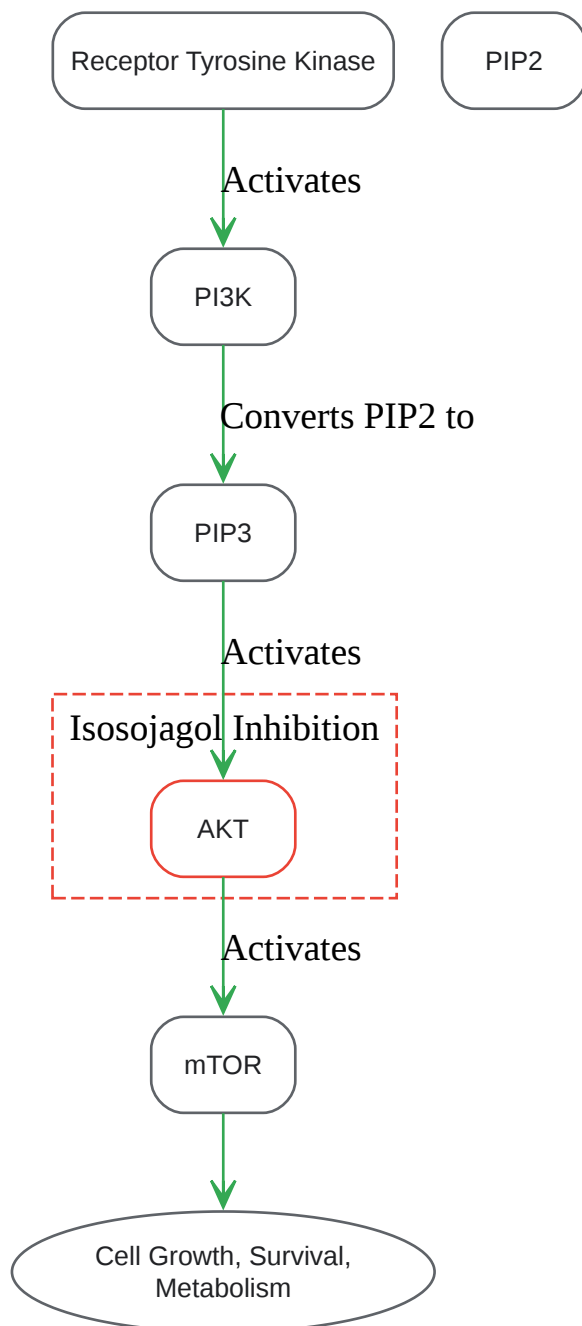 Receptor Tyrosine Kinase
PIP2
Activates
PI3K
Converts PIP2 to
PIP3
Activates
Isosojagol Inhibition
AKT
Activates
mTOR
Cell Growth, Survival,
Metabolism